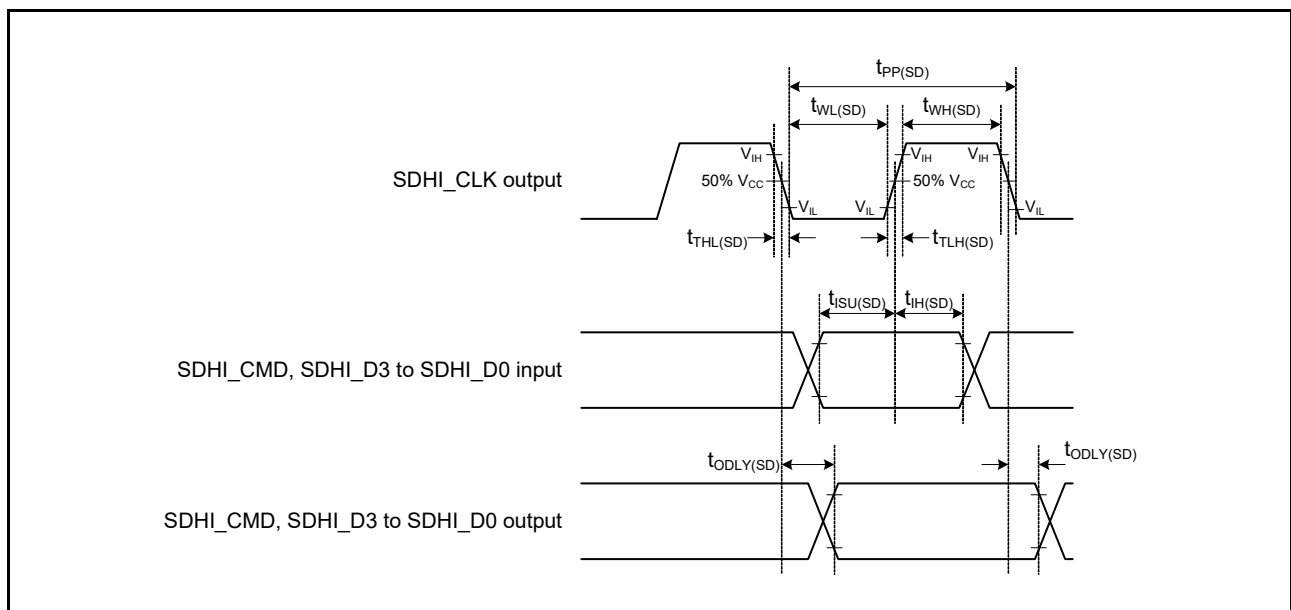 tPP(SD)
tWL(SD) tWH(SD)
VIH VIH VIH
SDHI_CLK output 50% VCC 50% VCC
VIL VIL VIL
tTHL(SD) tTLH(SD)
tISU(SD) tIH(SD)
SDHI_CMD, SDHI_D3 to SDHI_D0 input
tODLY(SD) tODLY(SD)
SDHI_CMD, SDHI_D3 to SDHI_D0 output